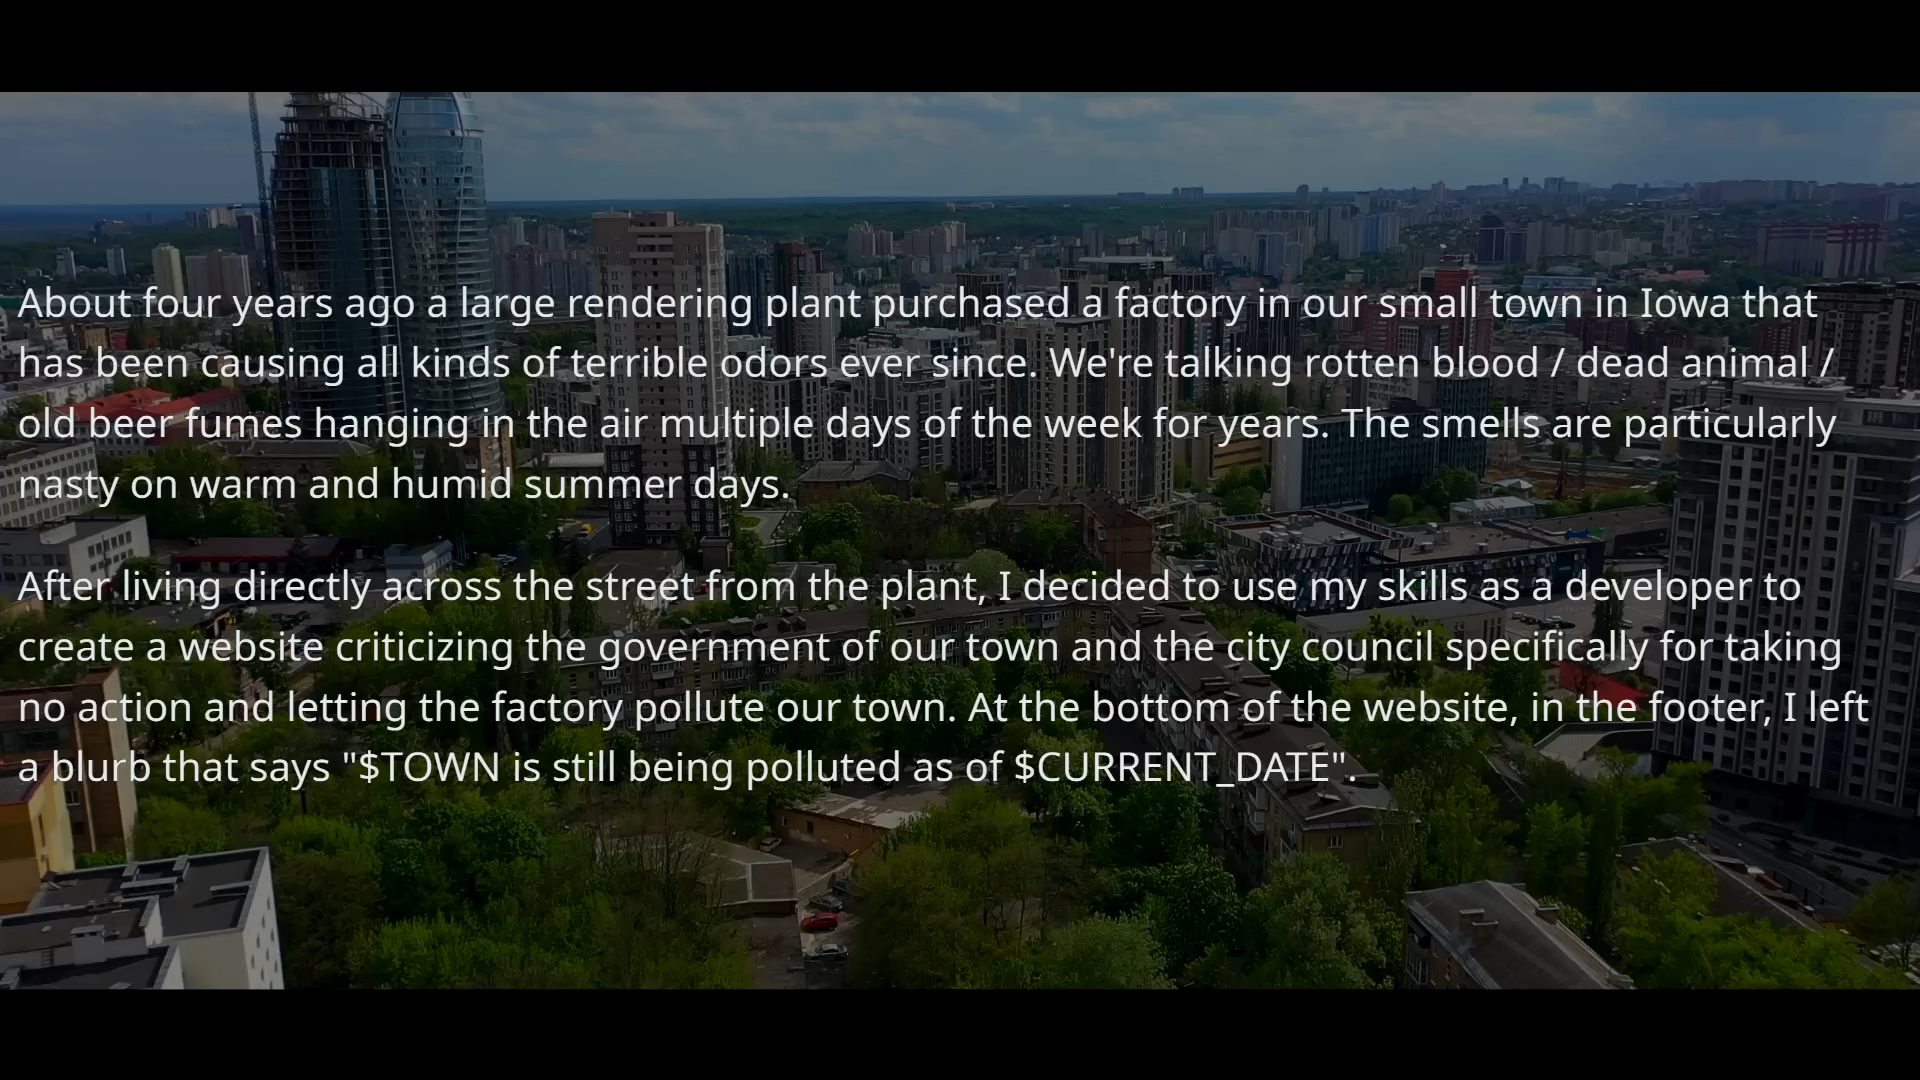 About four years ago a large rendering plant purchased a factory in our small town in Iowa that
has been causing all kinds of terrible odors ever since. We're talking rotten blood / dead animal /
old beer fumes hanging in the air multiple days of the week for years. The smells are particularly
nasty on warm and humid summer days.
After living directly across the street from the plant, I decided to use my skills as a developer to
create a website criticizing the government of our town and the city council specifically for taking
no action and letting the factory pollute our town. At the bottom of the website, in the footer, I left
a blurb that says "$TOWN is still being polluted as of $CURRENT_DATE".